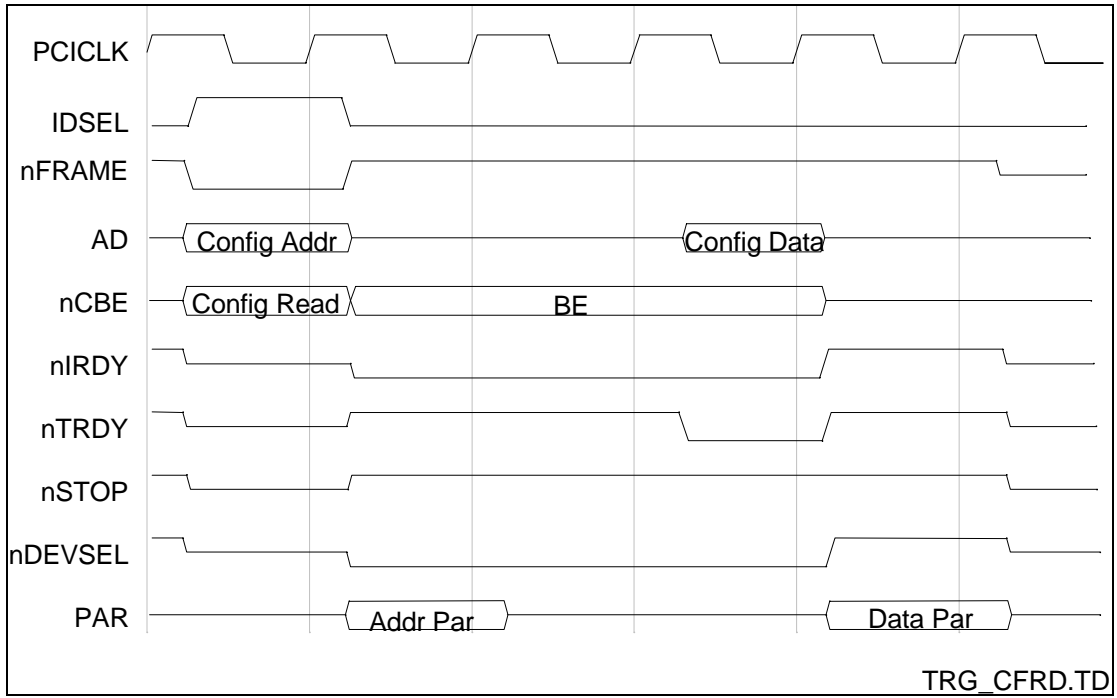 PCICLK
IDSEL
nFRAME
AD Config Addr Config Data
nCBE Config Read BE
nIRDY
nTRDY
nSTOP
nDEVSEL
PAR Addr Par Data Par
TRG_CFRD.TD